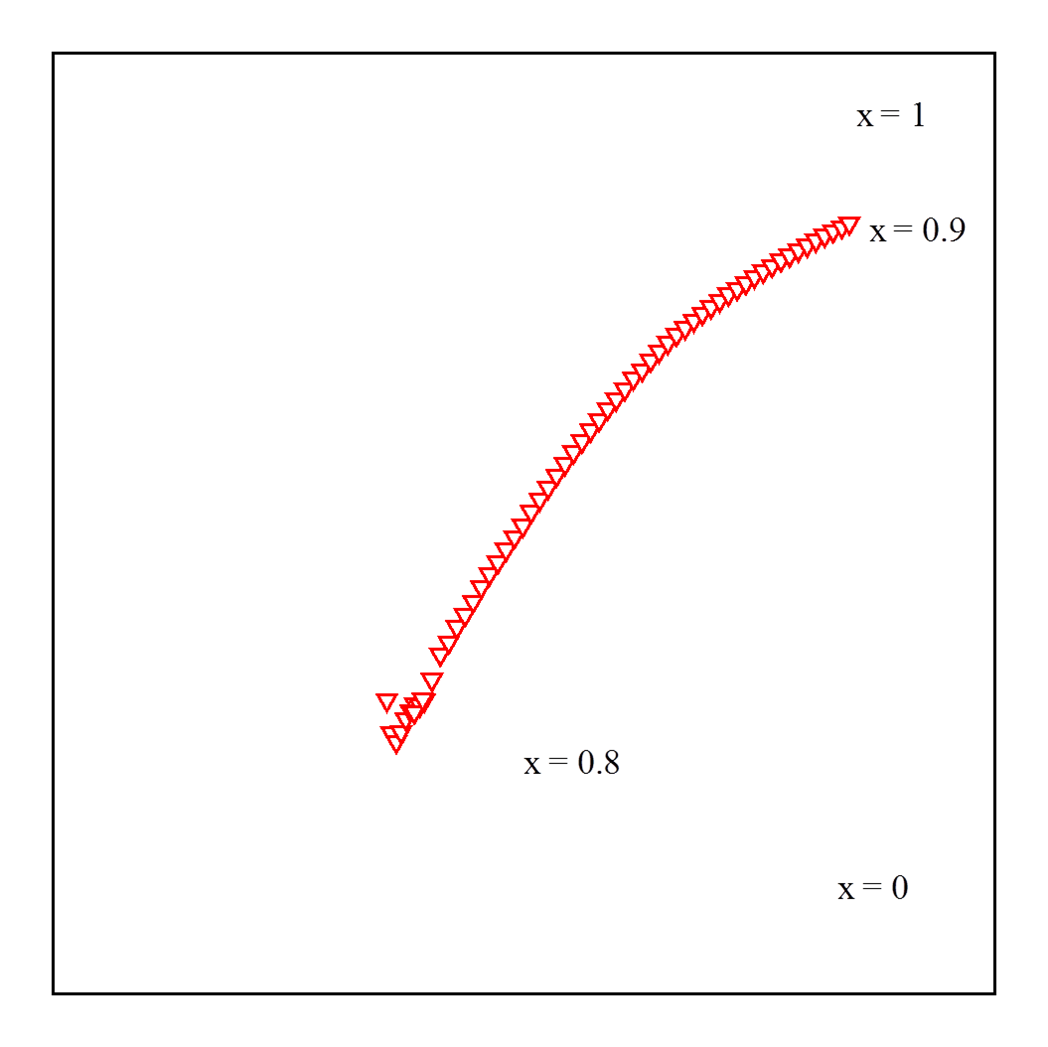 x = 1
x = 0.9
x = 0.8
x = 0